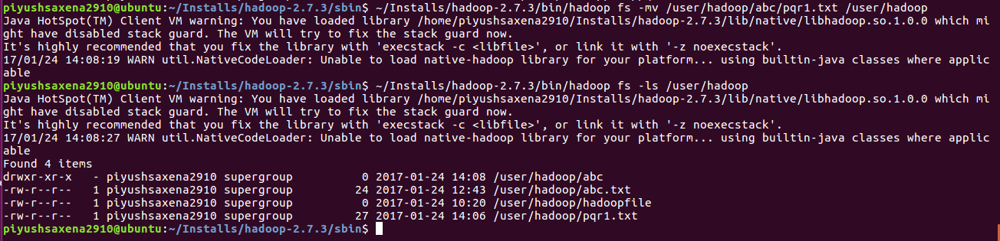 piyushsaxena2910@ubuntu:~/Installs/hadoop-2.7.3/sbin$ ~/Installs/hadoop-2.7.3/bin/hadoop fs -mv /user/hadoop/abc/pqr1.txt /user/hadoop
Java HotSpot(TM) Client VM warning: You have loaded library /home/piyushsaxena2910/Installs/hadoop-2.7.3/lib/native/libhadoop.so.1.0.0 which mi
ght have disabled stack guard. The VM will try to fix the stack guard now.
It's highly recommended that you fix the library with 'execstack -c <libfile>', or link it with '-z noexecstack'.
17/01/24 14:08:19 WARN util.NativeCodeLoader: Unable to load native-hadoop library for your platform... using builtin-java classes where applic
able
piyushsaxena2910@ubuntu:~/Installs/hadoop-2.7.3/sbin$ ~/Installs/hadoop-2.7.3/bin/hadoop fs -ls /user/hadoop
Java HotSpot(TM) Client VM warning: You have loaded library /home/piyushsaxena2910/Installs/hadoop-2.7.3/lib/native/libhadoop.so.1.0.0 which mi
ght have disabled stack guard. The VM will try to fix the stack guard now.
It's highly recommended that you fix the library with 'execstack -c <libfile>', or link it with '-z noexecstack'.
17/01/24 14:08:27 WARN util.NativeCodeLoader: Unable to load native-hadoop library for your platform... using builtin-java classes where applic
able
Found 4 items
drwxr-xr-x   - piyushsaxena2910 supergroup          0 2017-01-24 14:08 /user/hadoop/abc
-rw-r--r--   1 piyushsaxena2910 supergroup         24 2017-01-24 12:43 /user/hadoop/abc.txt
-rw-r--r--   1 piyushsaxena2910 supergroup          0 2017-01-24 10:20 /user/hadoop/hadoopfile
-rw-r--r--   1 piyushsaxena2910 supergroup         27 2017-01-24 14:06 /user/hadoop/pqr1.txt
piyushsaxena2910@ubuntu:~/Installs/hadoop-2.7.3/sbin$